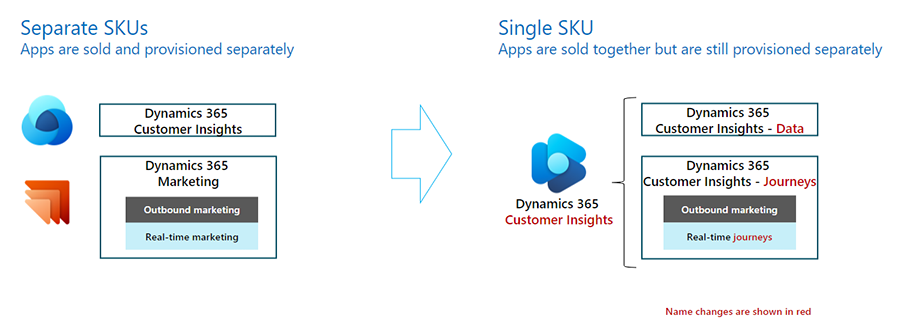 Separate SKUs
Apps are sold and provisioned separately
Dynamics 365
Customer Insights
Dynamics 365
Marketing
Outbound marketing
Real-time marketing
Single SKU
Apps are sold together but are still provisioned separately
Dynamics 365
Customer Insights
Dynamics 365
Customer Insights - Data
Dynamics 365
Customer Insights - Journeys
Outbound marketing
Real-time journeys
Name changes are shown in red